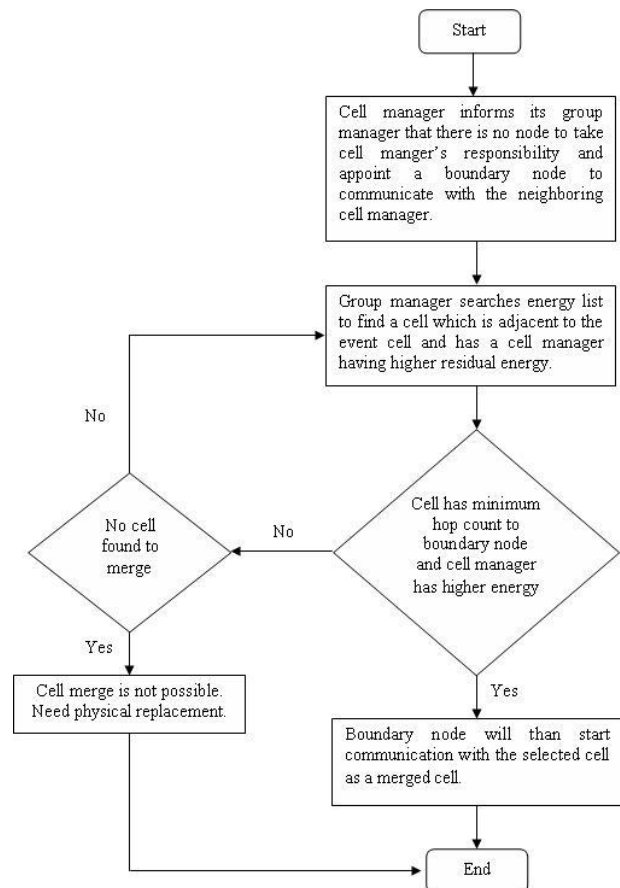 Start
Cell manager informs its group
manager that there is no node to take
cell manger's responsibility and
appoint a boundary node to
communicate with the neighboring
cell manager.
Group manager searches energy list
to find a cell which is adjacent to the
event cell and has a cell manager
having higher residual energy.
No
Cell has minimum
hop count to
boundary node
and cell manager
has higher energy
No
No cell
found to
merge
Yes
Cell merge is not possible.
Need physical replacement.
Yes
Boundary node will than start
communication with the selected cell
as a merged cell.
End